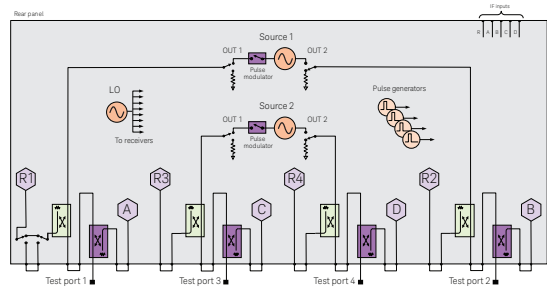 Rear panel
IF inputs
R A B C D
Source 1
OUT 1
OUT 2
Pulse
modulator
LO
To receivers
Pulse generators
Source 2
OUT 1
OUT 2
Pulse
modulator
R1
A
R3
C
R4
D
R2
B
Test port 1
Test port 3
Test port 4
Test port 2